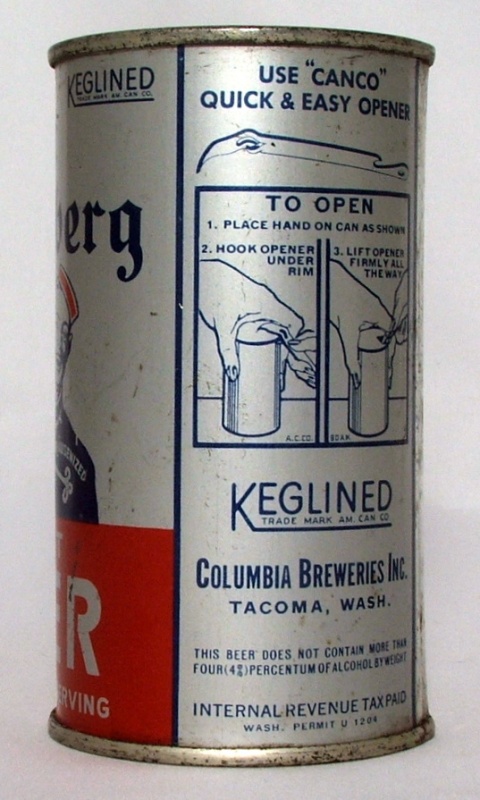 KEGLINED
TRADE MARK AM. CAN CO.
berg
ER
ERVING
USE "CANCO"
QUICK & EASY OPENER
TO OPEN
1. PLACE HAND ON CAN AS SHOWN
2. HOOK OPENER
UNDER
RIM
3. LIFT OPENER
FIRMLY ALL
THE WAY
A.C.CO.
80 A K
KEGLINED
TRADE MARK AM. CAN CO
COLUMBIA BREWERIES INC.
TACOMA, WASH.
THIS BEER DOES NOT CONTAIN MORE THAN
FOUR (4%) PERCENTUM OF ALCOHOL BY WEIGHT
INTERNAL REVENUE TAX PAID
WASH. PERMIT U 1204